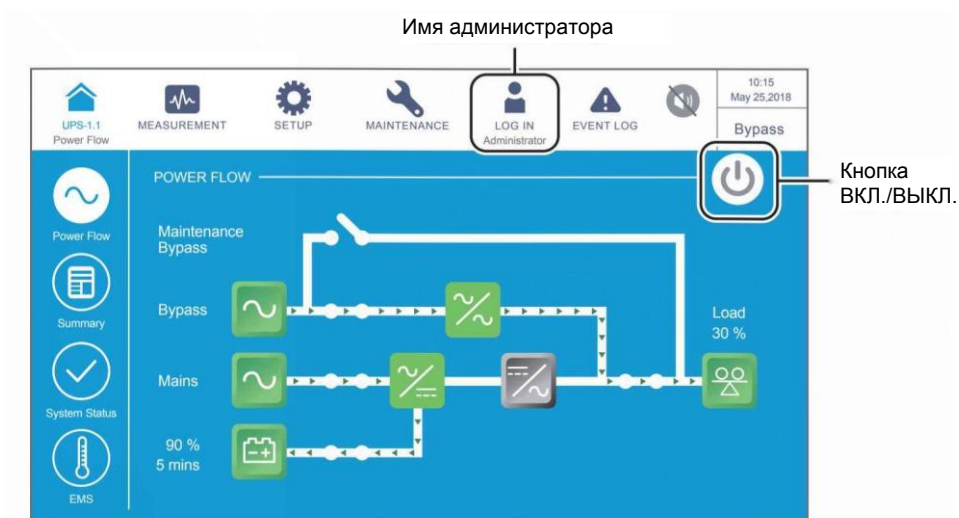 Имя администратора
10:15
May 25,2018
UPS-1.1
MEASUREMENT
SETUP
MAINTENANCE
LOG IN
EVENT LOG
Bypass
Power Flow
Administrator
POWER FLOW
Кнопка
ВКЛ./ВЫКЛ.
Power Flow
Maintenance
Bypass
Bypass
Load
30 %
Summary
Mains
System Status
90 %
5 mins
EMS